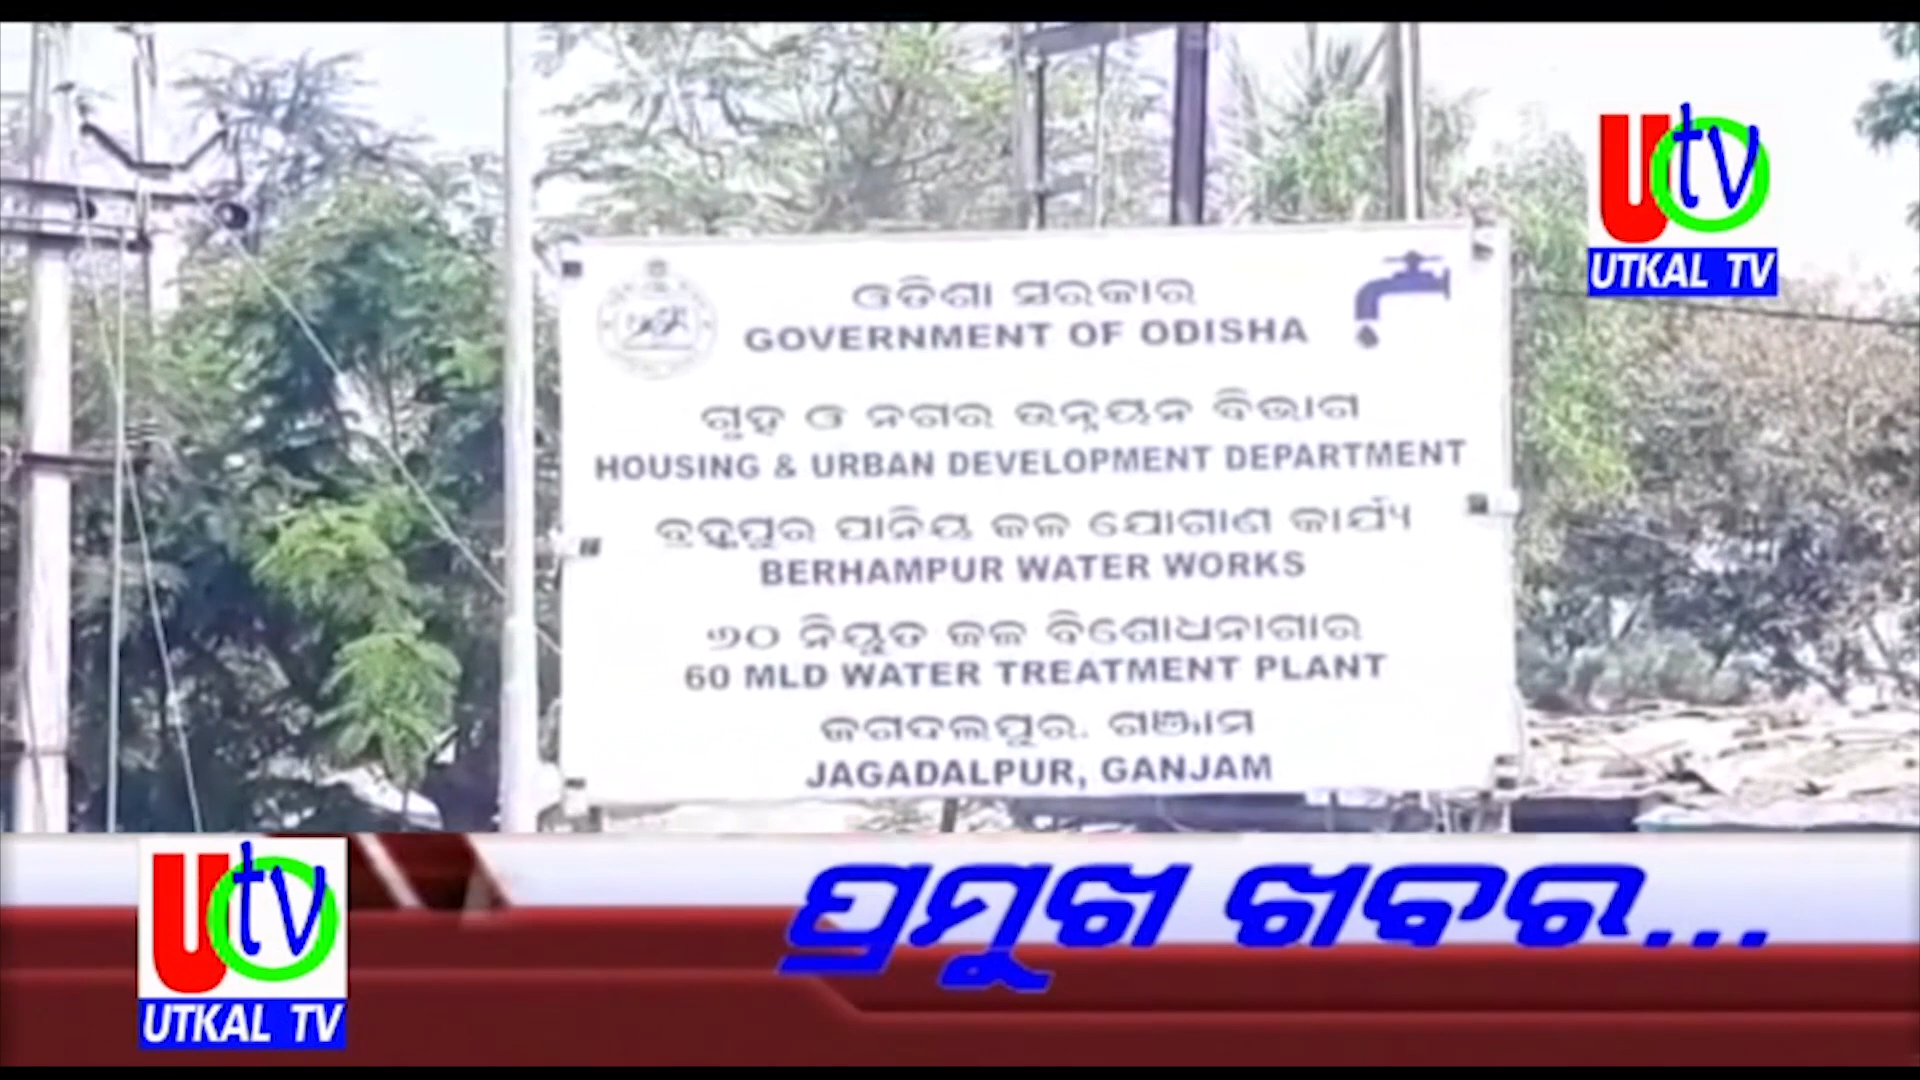 Utv
UTKAL TV
ଓଡିଶା ସରକାର
GOVERNMENT OF ODISHA
ଗୃହ ଓ ନଗର ଉନ୍ନୟନ ବିଭାଗ
HOUSING & URBAN DEVELOPMENT DEPARTMENT
ବ୍ରହ୍ମପୁର ପାନିୟ ଜଳ ଯୋଗାଣ କାର୍ଯ୍ୟ
BERHAMPUR WATER WORKS
୬୦ ନିୟୁତ ଜଳ ବିଶୋଧନାଗାର
60 MLD WATER TREATMENT PLANT
ଜଗଦଲପୁର. ଗଞ୍ଜାମ
JAGADALPUR, GANJAM
Utv
UTKAL TV
ପ୍ରମୁଖ ଖବର...